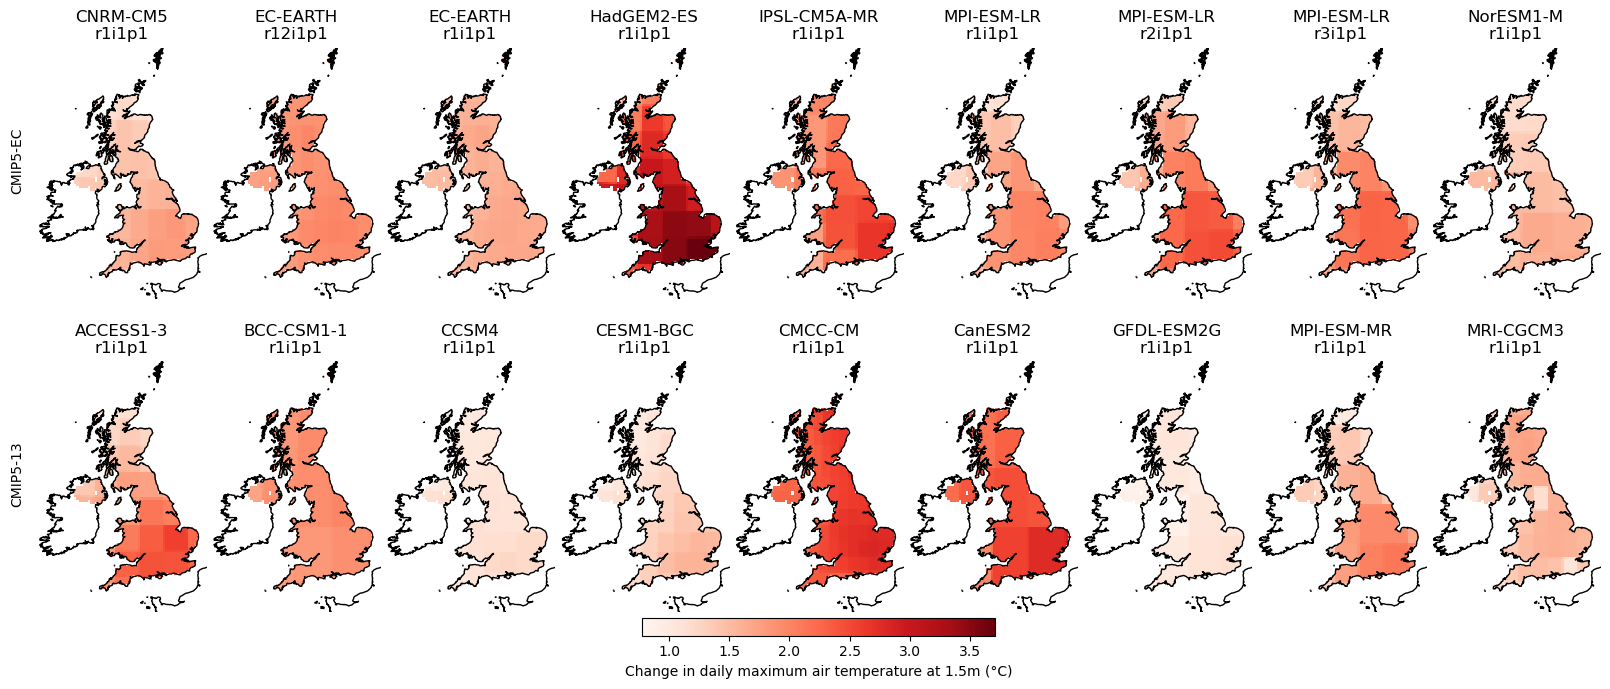 CNRM-CM5
r1i1p1
EC-EARTH
r12i1p1
EC-EARTH
r1i1p1
HadGEM2-ES
r1i1p1
IPSL-CM5A-MR
r1i1p1
MPI-ESM-LR
r1i1p1
MPI-ESM-LR
r2i1p1
MPI-ESM-LR
r3i1p1
NorESM1-M
r1i1p1
CMIP5-EC
ACCESS1-3
r1i1p1
BCC-CSM1-1
r1i1p1
CCSM4
r1i1p1
CESM1-BGC
r1i1p1
CMCC-CM
r1i1p1
CanESM2
r1i1p1
GFDL-ESM2G
r1i1p1
MPI-ESM-MR
r1i1p1
MRI-CGCM3
r1i1p1
CMIP5-13
1.0 1.5 2.0 2.5 3.0 3.5
Change in daily maximum air temperature at 1.5m (°C)